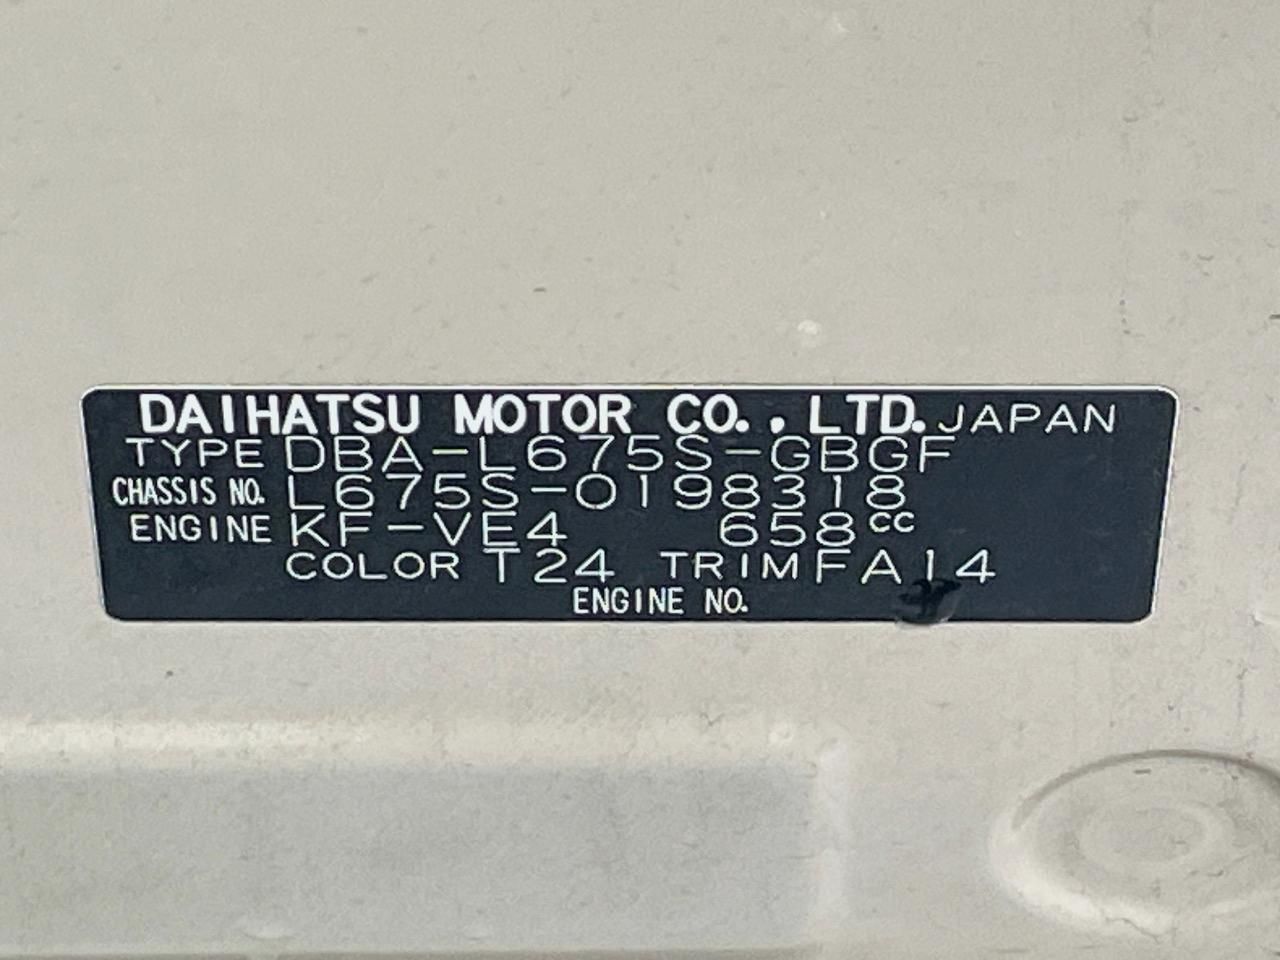 DAIHATSU MOTOR CO., LTD. JAPAN
TYPE DBA-L675S-GBGF
CHASSIS NO. L675S-0198318
ENGINE KF-VE4 658cc
COLOR T24 TRIM FA14
ENGINE NO.